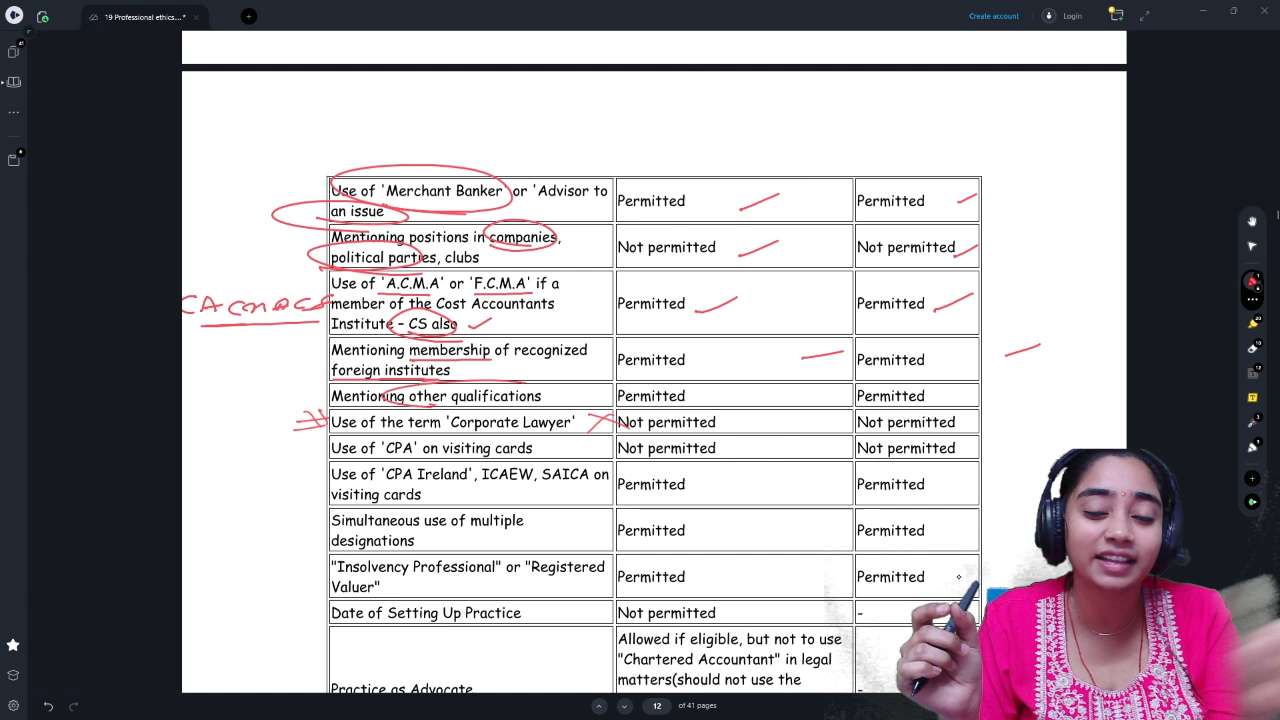 19 Professional ethics....*
Create account
Login
Use of 'Merchant Banker' or 'Advisor to
an issue'
Permitted
Permitted
Mentioning positions in companies,
political parties, clubs
Not permitted
Not permitted
Use of 'A.C.M.A' or 'F.C.M.A' if a
member of the Cost Accountants
Institute – CS also
Permitted
Permitted
CA CMA CS
Mentioning membership of recognized
foreign institutes
Permitted
Permitted
Mentioning other qualifications
Permitted
Permitted
Use of the term 'Corporate Lawyer'
Not permitted
Not permitted
Use of 'CPA' on visiting cards
Not permitted
Not permitted
Use of 'CPA Ireland', ICAEW, SAICA on
visiting cards
Permitted
Permitted
Simultaneous use of multiple
designations
Permitted
Permitted
"Insolvency Professional" or "Registered
Valuer"
Permitted
Permitted
Date of Setting Up Practice
Not permitted
-
Practice as Advocate
Allowed if eligible, but not to use
"Chartered Accountant" in legal
matters(should not use the
-
12
of 41 pages